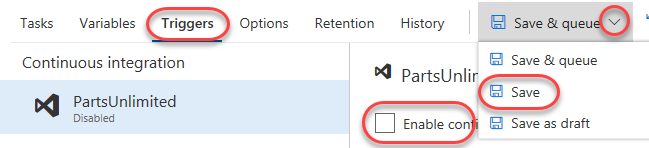 Tasks Variables Triggers Options Retention History Save & queue
Continuous integration
PartsUnlimited
Disabled
PartsUnlimited
Enable conti
Save & queue
Save
Save as draft